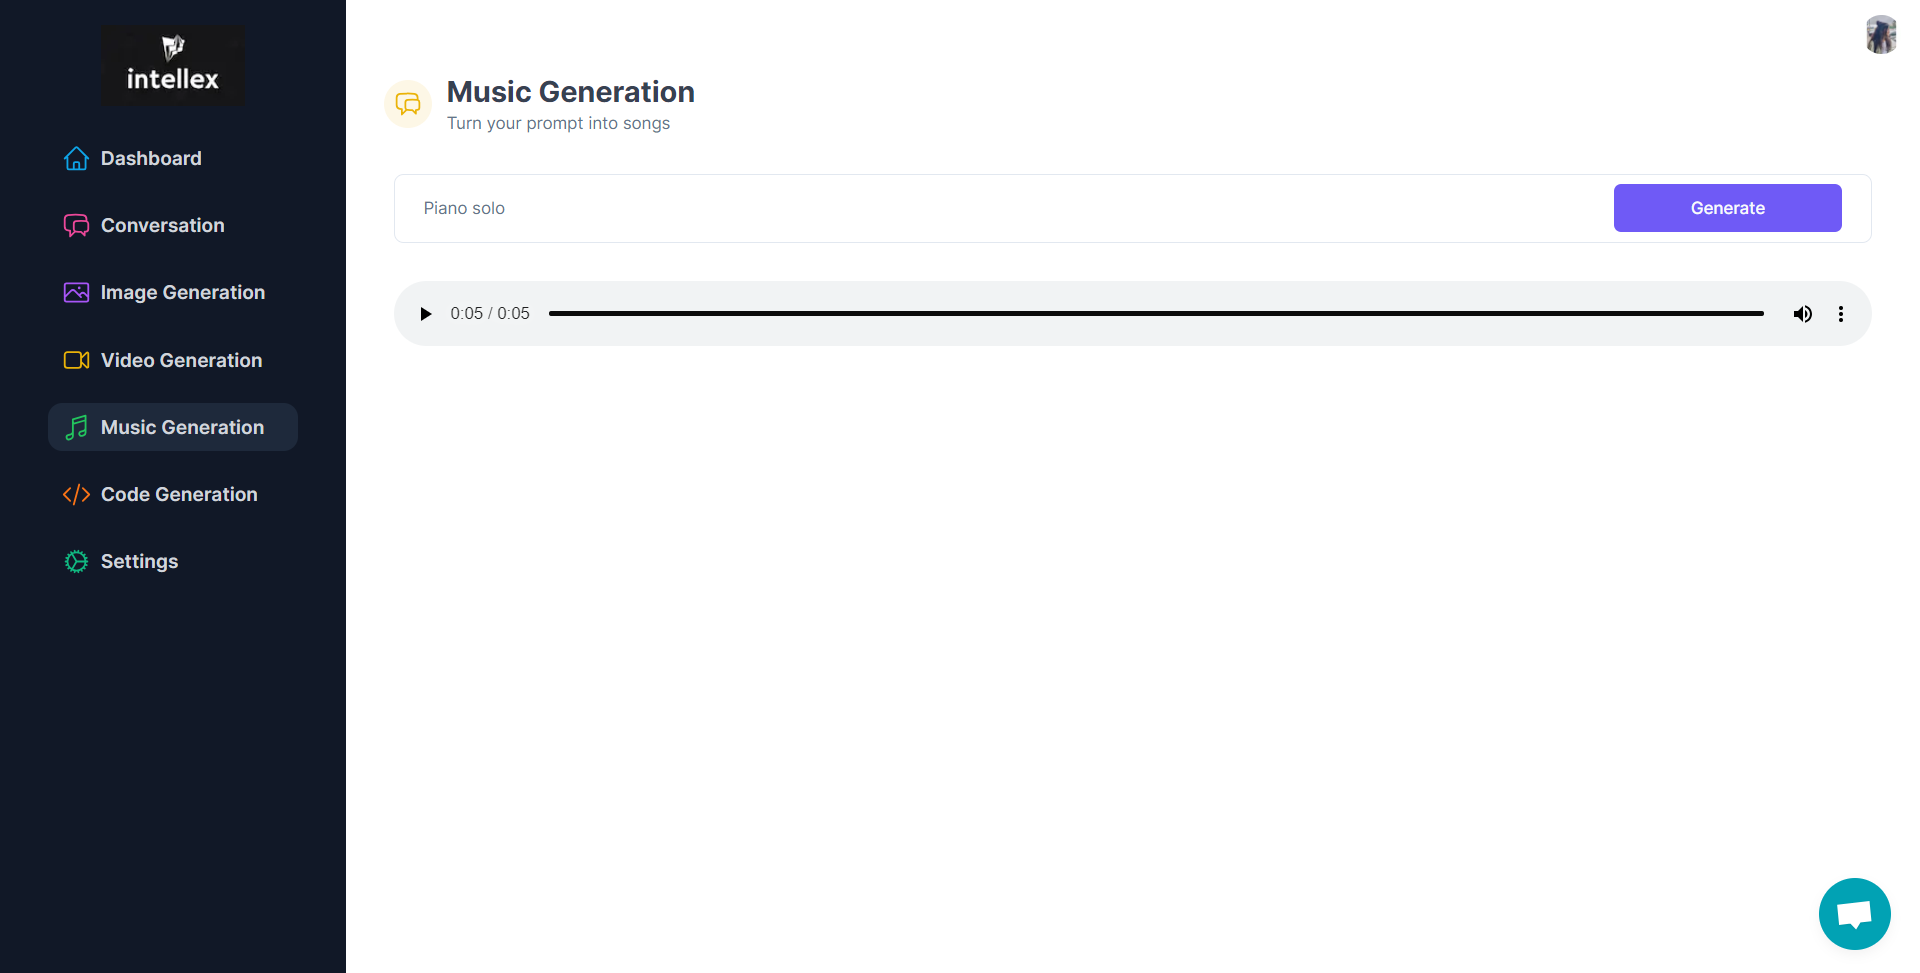 intellex
Dashboard
Conversation
Image Generation
Video Generation
Music Generation
Code Generation
Settings
Music Generation
Turn your prompt into songs
Piano solo
Generate
0:05 / 0:05